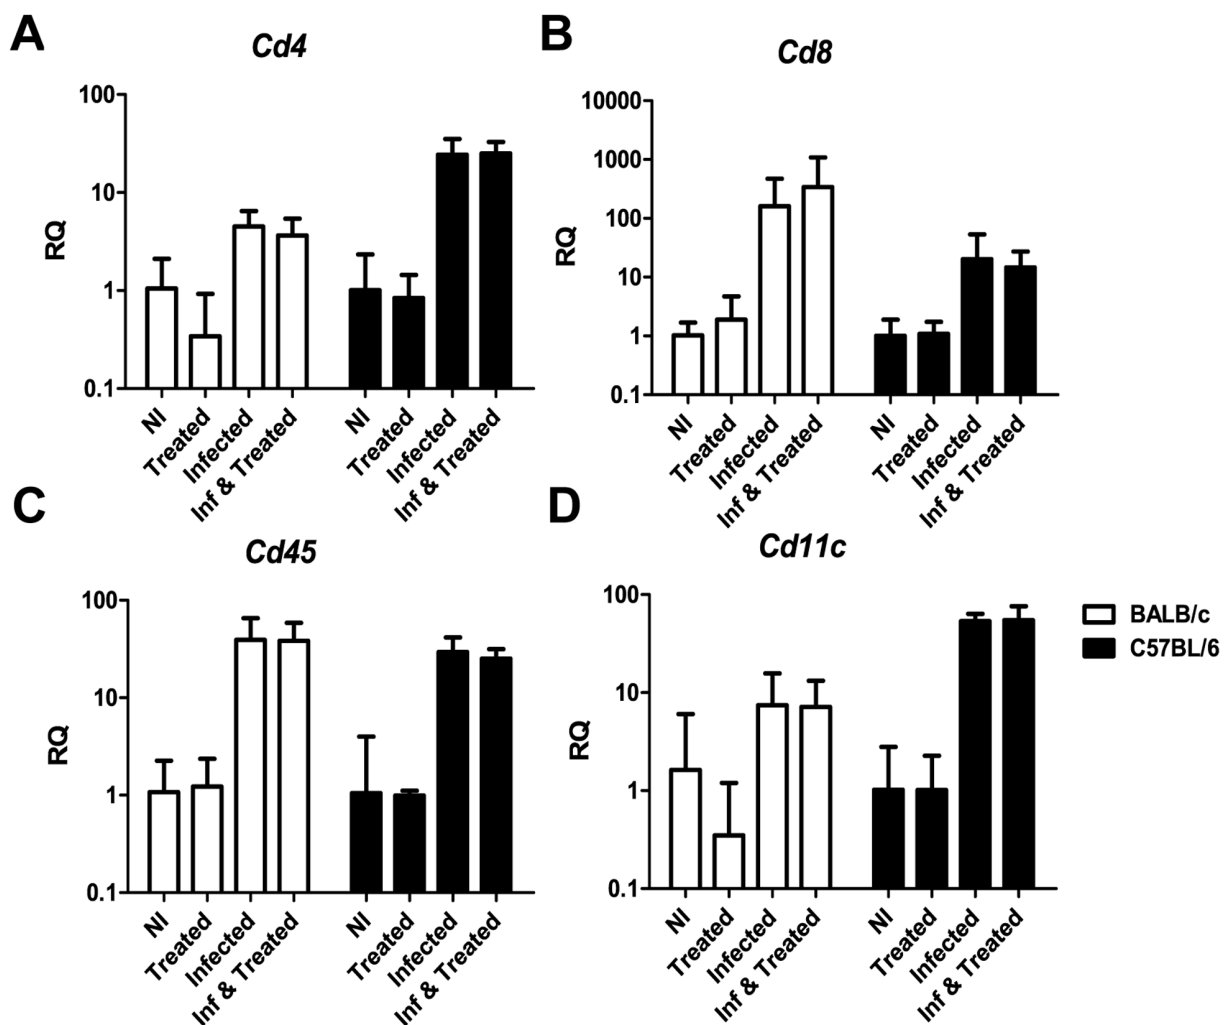 A
Cd4
RQ
100
10
1
0.1
NI
Treated
Infected
Inf & Treated
NI
Treated
Infected
Inf & Treated
B
Cd8
RQ
10000
1000
100
10
1
0.1
NI
Treated
Infected
Inf & Treated
NI
Treated
Infected
Inf & Treated
C
Cd45
RQ
100
10
1
0.1
NI
Treated
Infected
Inf & Treated
NI
Treated
Infected
Inf & Treated
D
Cd11c
RQ
100
10
1
0.1
NI
Treated
Infected
Inf & Treated
NI
Treated
Infected
Inf & Treated
BALB/c
C57BL/6